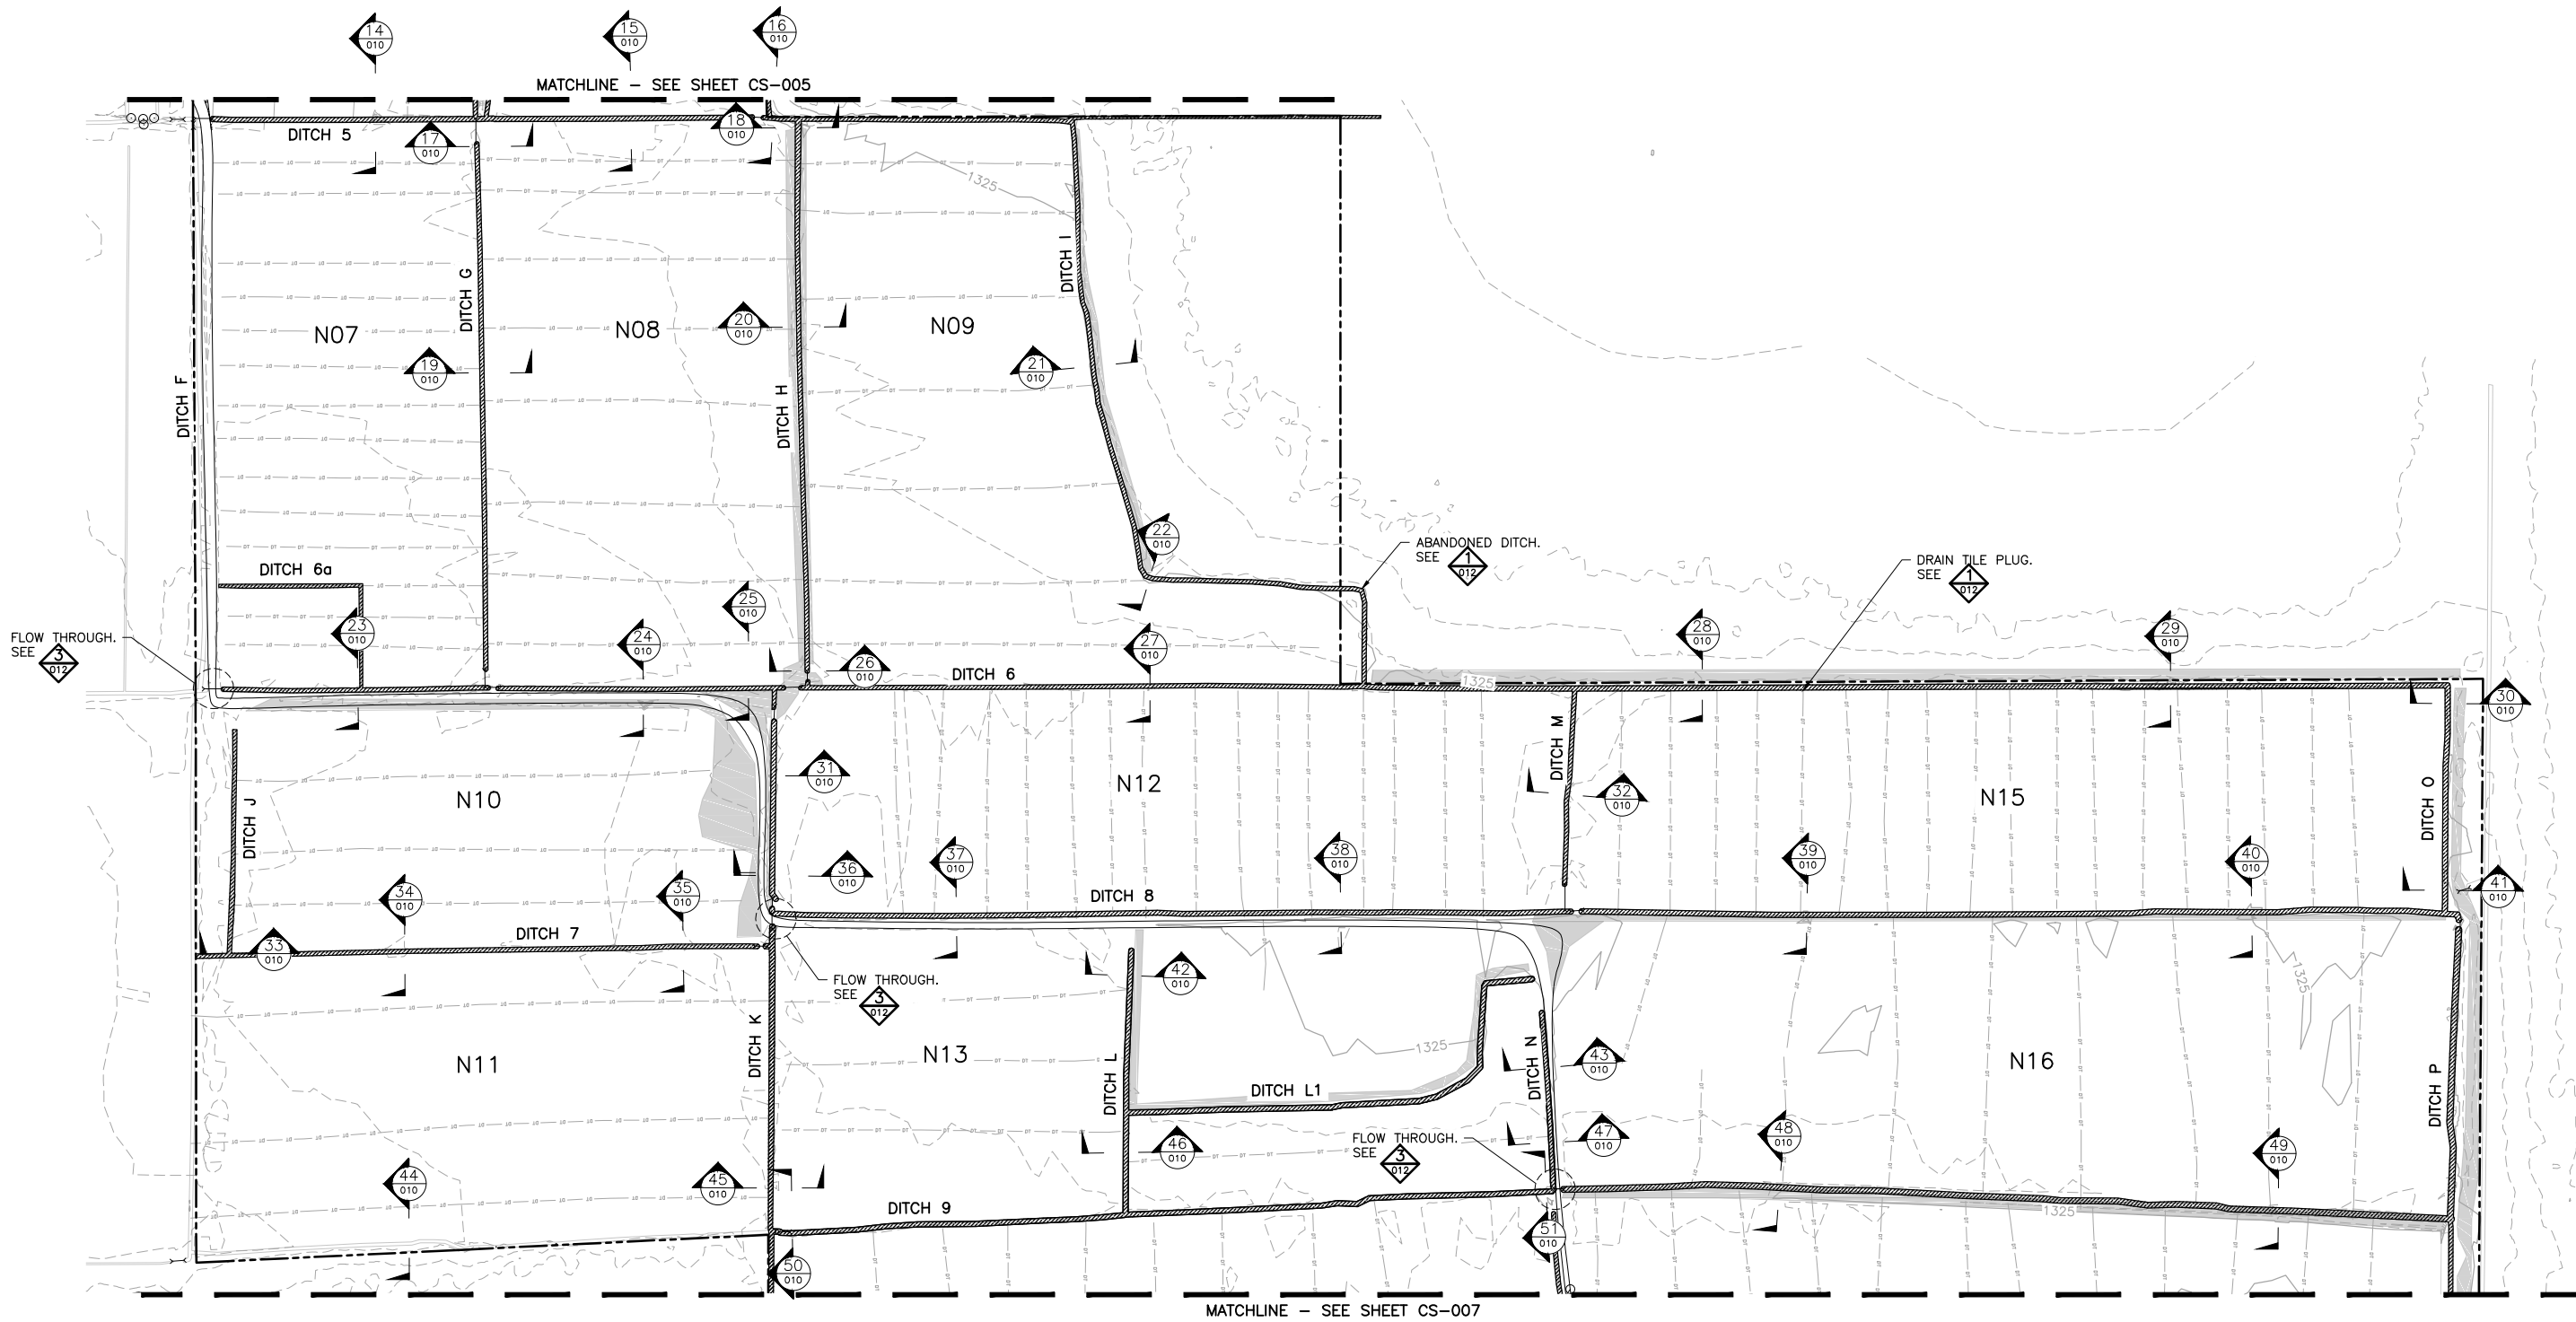 14
010
15
010
16
010
MATCHLINE – SEE SHEET CS-005
DITCH 5
17
010
18
010
1325
DITCH F
DITCH G
DITCH H
DITCH I
N07
N08
N09
19
010
20
010
21
010
22
010
ABANDONED DITCH.
SEE
1
012
DRAIN TILE PLUG.
SEE
1
012
DITCH 6a
23
010
24
010
25
010
26
010
27
010
28
010
29
010
30
010
FLOW THROUGH.
SEE
3
012
DITCH 6
1325
DITCH J
N10
31
010
N12
DITCH M
32
010
N15
DITCH O
33
010
34
010
35
010
36
010
37
010
38
010
39
010
40
010
41
010
DITCH 8
DITCH 7
FLOW THROUGH.
SEE
3
012
42
010
1325
N11
DITCH K
N13
DITCH L
1325
DITCH L1
DITCH N
43
010
N16
DITCH P
44
010
45
010
46
010
FLOW THROUGH.
SEE
3
012
47
010
48
010
49
010
DITCH 9
1325
50
010
51
010
MATCHLINE – SEE SHEET CS-007